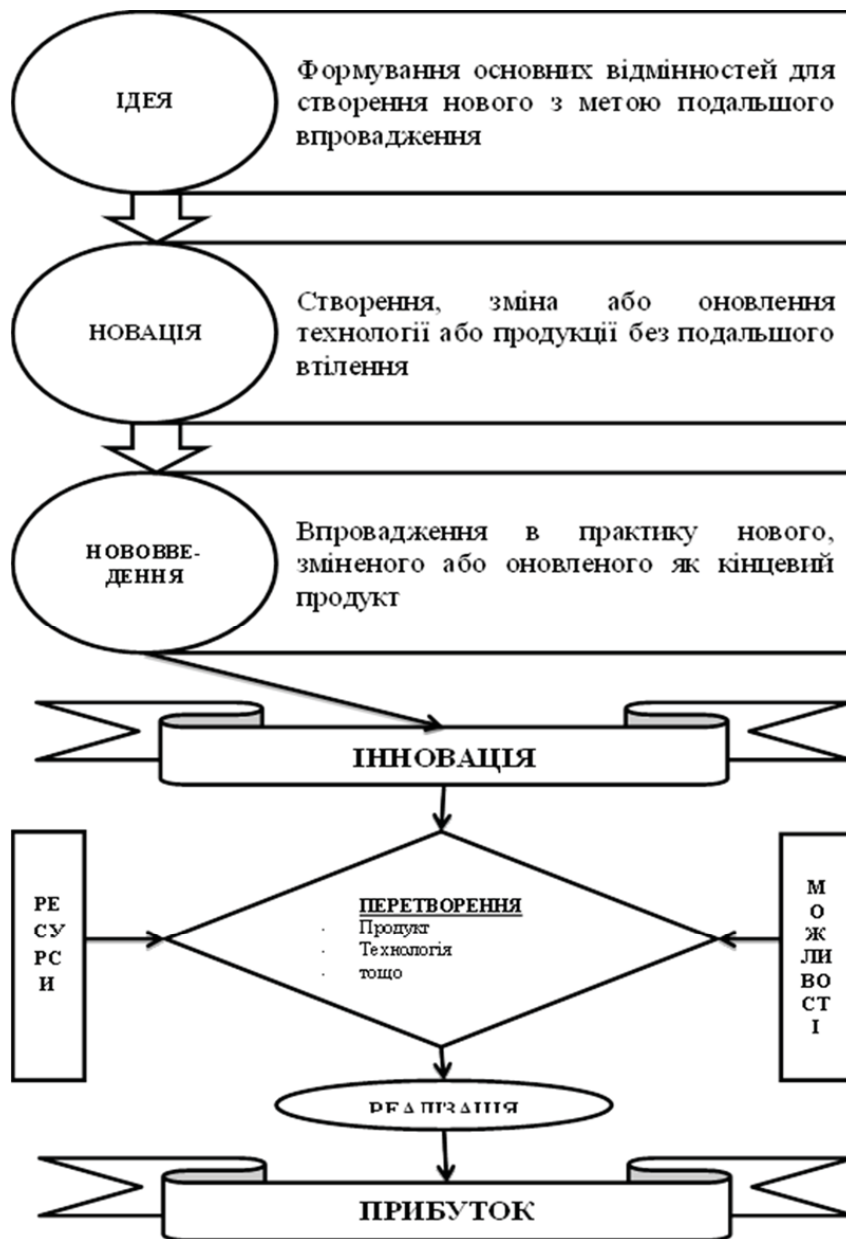 ІДЕЯ
Формування основних відмінностей для
створення нового з метою подальшого
впровадження
НОВАЦІЯ
Створення, зміна або оновлення
технології або продукції без подальшого
втілення
НОВОВВЕ-
ДЕННЯ
Впровадження в практику нового,
зміненого або оновленого як кінцевий
продукт
ІННОВАЦІЯ
РЕ
СУ
РС
И
ПЕРЕТВОРЕННЯ
· Продукт
· Технологія
· тощо
М
О
Ж
ЛИ
ВО
СТ
І
РЕАЛІЗАЦІЯ
ПРИБУТОК